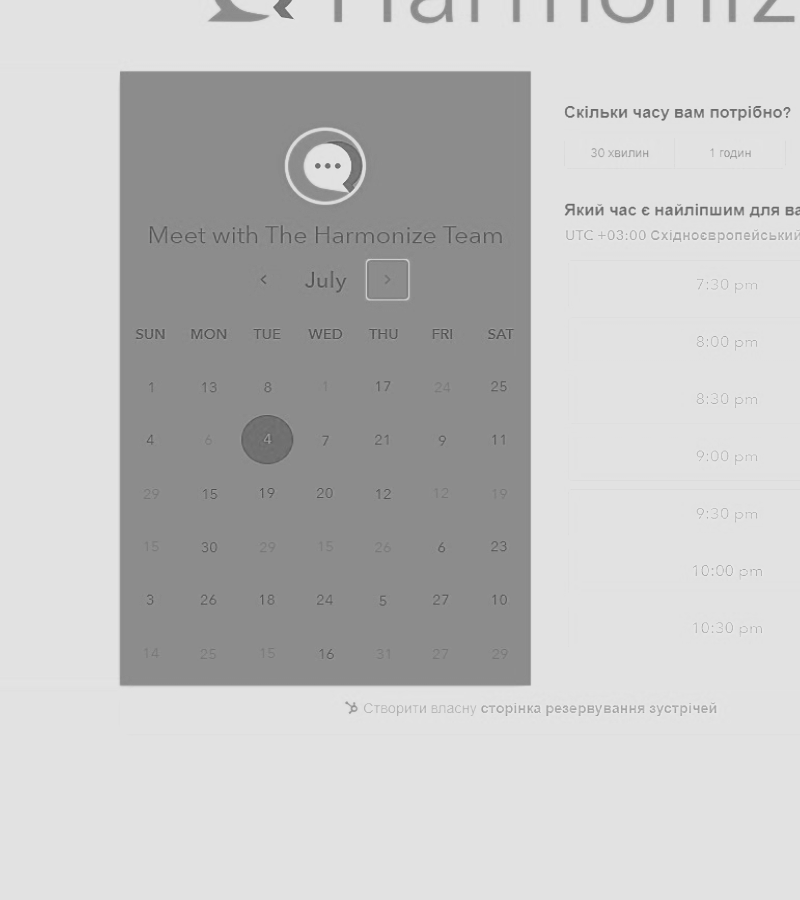 Harmoniz
Meet with The Harmonize Team
July
SUN MON TUE WED THU FRI SAT
1 13 8 1 17 24 25
4 6 4 7 21 9 11
29 15 19 20 12 12 19
15 30 29 15 26 6 23
3 26 18 24 5 27 10
14 25 15 16 31 27 29
Скільки часу вам потрібно?
30 хвилин 1 годин
Який час є найліпшим для ва
UTC +03:00 Східноєвропейський
7:30 pm
8:00 pm
8:30 pm
9:00 pm
9:30 pm
10:00 pm
10:30 pm
Створити власну сторінка резервування зустрічей